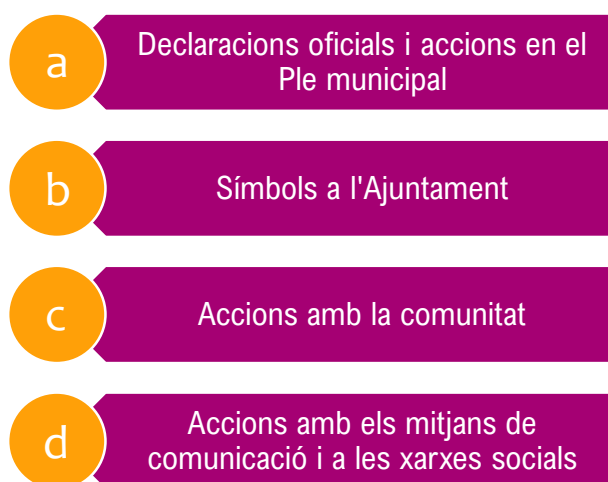 a
Declaracions oficials i accions en el
Ple municipal
b
Símbols a l'Ajuntament
c
Accions amb la comunitat
d
Accions amb els mitjans de
comunicació i a les xarxes socials